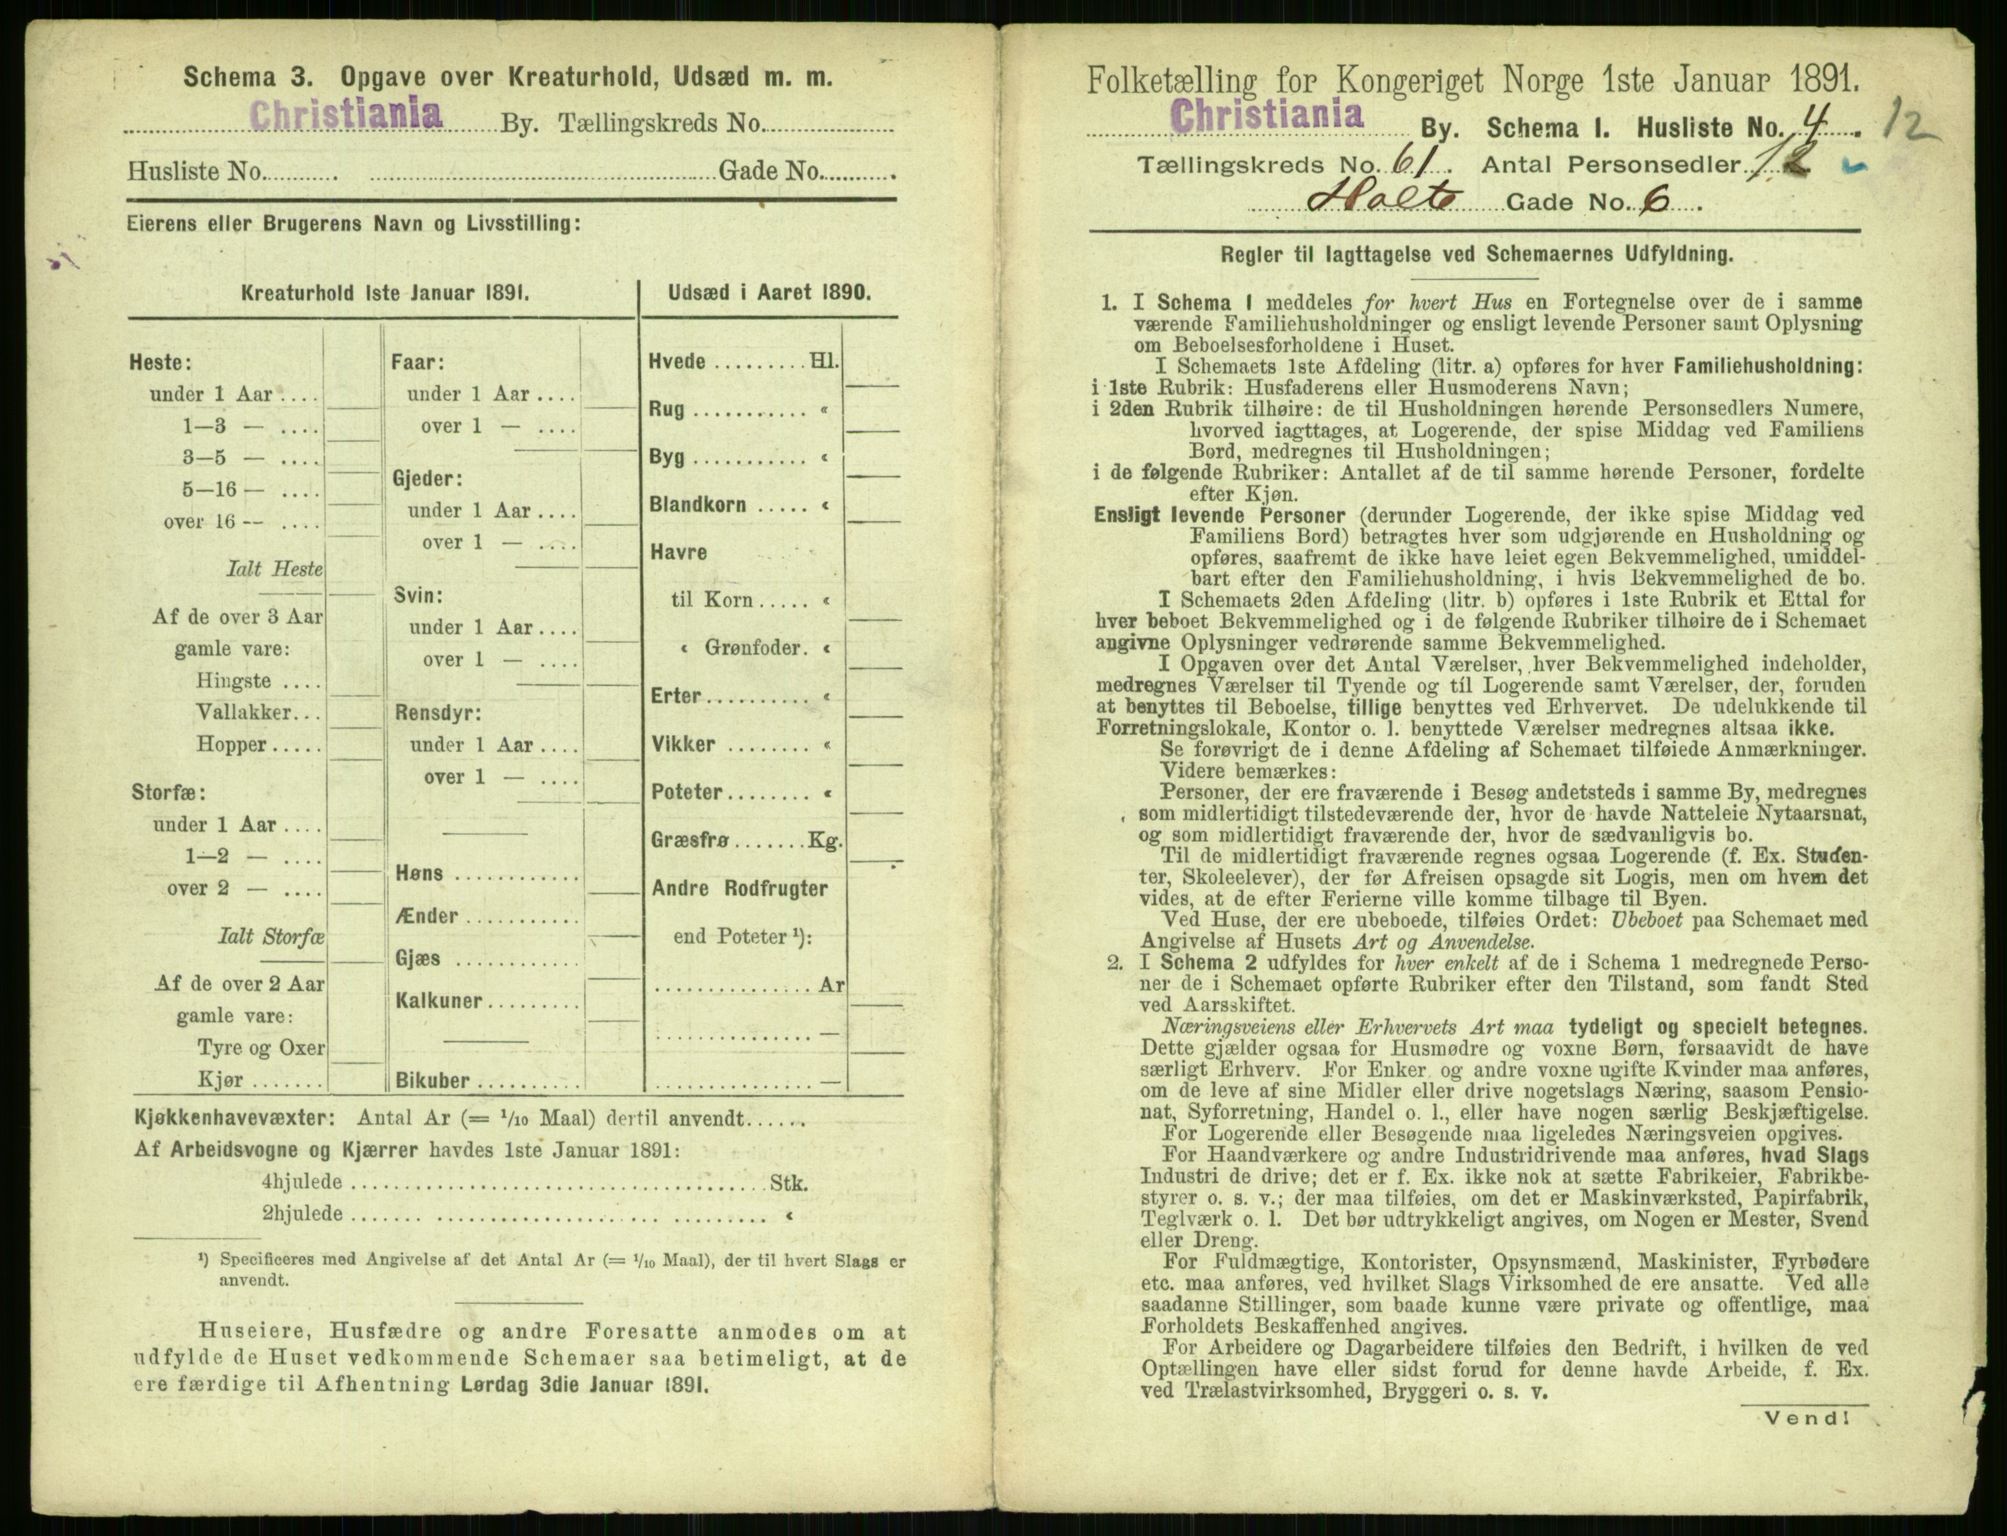 Schema 3. Opgave over Kreaturhold, Udsæd m. m.
Christiania By. Tællingskreds No.
Husliste No. Gade No.
Eierens eller Brugerens Navn og Livsstilling:
Kreaturhold 1ste Januar 1891.
Heste:
under 1 Aar ....
1—3 — ....
3—5 — ....
5—16 — ....
over 16 — ....
Ialt Heste
Af de over 3 Aar
gamle vare:
Hingste ....
Vallakker...
Hopper.....
Storfæ:
under 1 Aar ....
1—2 — ....
over 2 — ....
Ialt Storfæ
Af de over 2 Aar
gamle vare:
Tyre og Oxer
Kjør .......
Faar:
under 1 Aar ....
over 1 — ....
Gjeder:
under 1 Aar ....
over 1 — ....
Svin:
under 1 Aar ....
over 1 — ....
Rensdyr:
under 1 Aar ....
over 1 — ....
Høns ............
Ænder ...........
Gjæs ............
Kalkuner.........
Bikuber ..........
Udsæd i Aaret 1890.
Hvede ......... Hl.
Rug ........... «
Byg ........... «
Blandkorn ..... «
Havre
til Korn ..... «
« Grønfoder. «
Erter.......... «
Vikker ........ «
Poteter........ «
Græsfrø....... Kg.
Andre Rodfrugter
end Poteter ¹):
............... Ar
............... —
............... —
Kjøkkenhavevæxter: Antal Ar (= 1/10 Maal) dertil anvendt......
Af Arbeidsvogne og Kjærrer havdes 1ste Januar 1891:
4hjulede ........................................ Stk.
2hjulede ........................................ «
¹) Specificeres med Angivelse af det Antal Ar (= 1/10 Maal), der til hvert Slags er
anvendt.
Huseiere, Husfædre og andre Foresatte anmodes om at
udfylde de Huset vedkommende Schemaer saa betimeligt, at de
ere færdige til Afhentning Lørdag 3die Januar 1891.
Folketælling for Kongeriget Norge 1ste Januar 1891.
Christiania By. Schema 1. Husliste No. 4. 12
Tællingskreds No. 61. Antal Personsedler 12
Holte Gade No. 6.
Regler til Iagttagelse ved Schemaernes Udfyldning.
1. I Schema 1 meddeles for hvert Hus en Fortegnelse over de i samme
værende Familiehusholdninger og ensligt levende Personer samt Oplysning
om Beboelsesforholdene i Huset.
I Schemaets 1ste Afdeling (litr. a) opføres for hver Familiehusholdning:
i 1ste Rubrik: Husfaderens eller Husmoderens Navn;
i 2den Rubrik tilhøire: de til Husholdningen hørende Personsedlers Numere,
hvorved iagttages, at Logerende, der spise Middag ved Familiens
Bord, medregnes til Husholdningen;
i de følgende Rubriker: Antallet af de til samme hørende Personer, fordelte
efter Kjøn.
Ensligt levende Personer (derunder Logerende, der ikke spise Middag ved
Familiens Bord) betragtes hver som udgjørende en Husholdning og
opføres, saafremt de ikke have leiet egen Bekvemmelighed, umiddel-
bart efter den Familiehusholdning, i hvis Bekvemmelighed de bo.
I Schemaets 2den Afdeling (litr. b) opføres i 1ste Rubrik et Ettal for
hver beboet Bekvemmelighed og i de følgende Rubriker tilhøire de i Schemaet
angivne Oplysninger vedrørende samme Bekvemmelighed.
I Opgaven over det Antal Værelser, hver Bekvemmelighed indeholder,
medregnes Værelser til Tyende og til Logerende samt Værelser, der, foruden
at benyttes til Beboelse, tillige benyttes ved Erhvervet. De udelukkende til
Forretningslokale, Kontor o. l. benyttede Værelser medregnes altsaa ikke.
Se forøvrigt de i denne Afdeling af Schemaet tilføiede Anmærkninger.
Videre bemærkes:
Personer, der ere fraværende i Besøg andetsteds i samme By, medregnes
som midlertidigt tilstedeværende der, hvor de havde Natteleie Nytaarsnat,
og som midlertidigt fraværende der, hvor de sædvanligvis bo.
Til de midlertidigt fraværende regnes ogsaa Logerende (f. Ex. Studen-
ter, Skoleelever), der før Afreisen opsagde sit Logis, men om hvem det
vides, at de efter Ferierne ville komme tilbage til Byen.
Ved Huse, der ere ubeboede, tilføies Ordet: Ubeboet paa Schemaet med
Angivelse af Husets Art og Anvendelse.
2. I Schema 2 udfyldes for hver enkelt af de i Schema 1 medregnede Perso-
ner de i Schemaet opførte Rubriker efter den Tilstand, som fandt Sted
ved Aarsskiftet.
Næringsveiens eller Erhvervets Art maa tydeligt og specielt betegnes.
Dette gjælder ogsaa for Husmødre og voxne Børn, forsaavidt de have
særligt Erhverv. For Enker og andre voxne ugifte Kvinder maa anføres,
om de leve af sine Midler eller drive nogetslags Næring, saasom Pensio-
nat, Syforretning, Handel o. l., eller have nogen særlig Beskjæftigelse.
For Logerende eller Besøgende maa ligeledes Næringsveien opgives.
For Haandværkere og andre Industridrivende maa anføres, hvad Slags
Industri de drive; det er f. Ex. ikke nok at sætte Fabrikeier, Fabrikbe-
styrer o. s. v.; der maa tilføies, om det er Maskinværksted, Papirfabrik,
Teglværk o. l. Det bør udtrykkeligt angives, om Nogen er Mester, Svend
eller Dreng.
For Fuldmægtige, Kontorister, Opsynsmænd, Maskinister, Fyrbødere
etc. maa anføres, ved hvilket Slags Virksomhed de ere ansatte. Ved alle
saadanne Stillinger, som baade kunne være private og offentlige, maa
Forholdets Beskaffenhed angives.
For Arbeidere og Dagarbeidere tilføies den Bedrift, i hvilken de ved
Optællingen have eller sidst forud for denne havde Arbeide, f. Ex.
ved Trælastvirksomhed, Bryggeri o. s. v.
Vend!